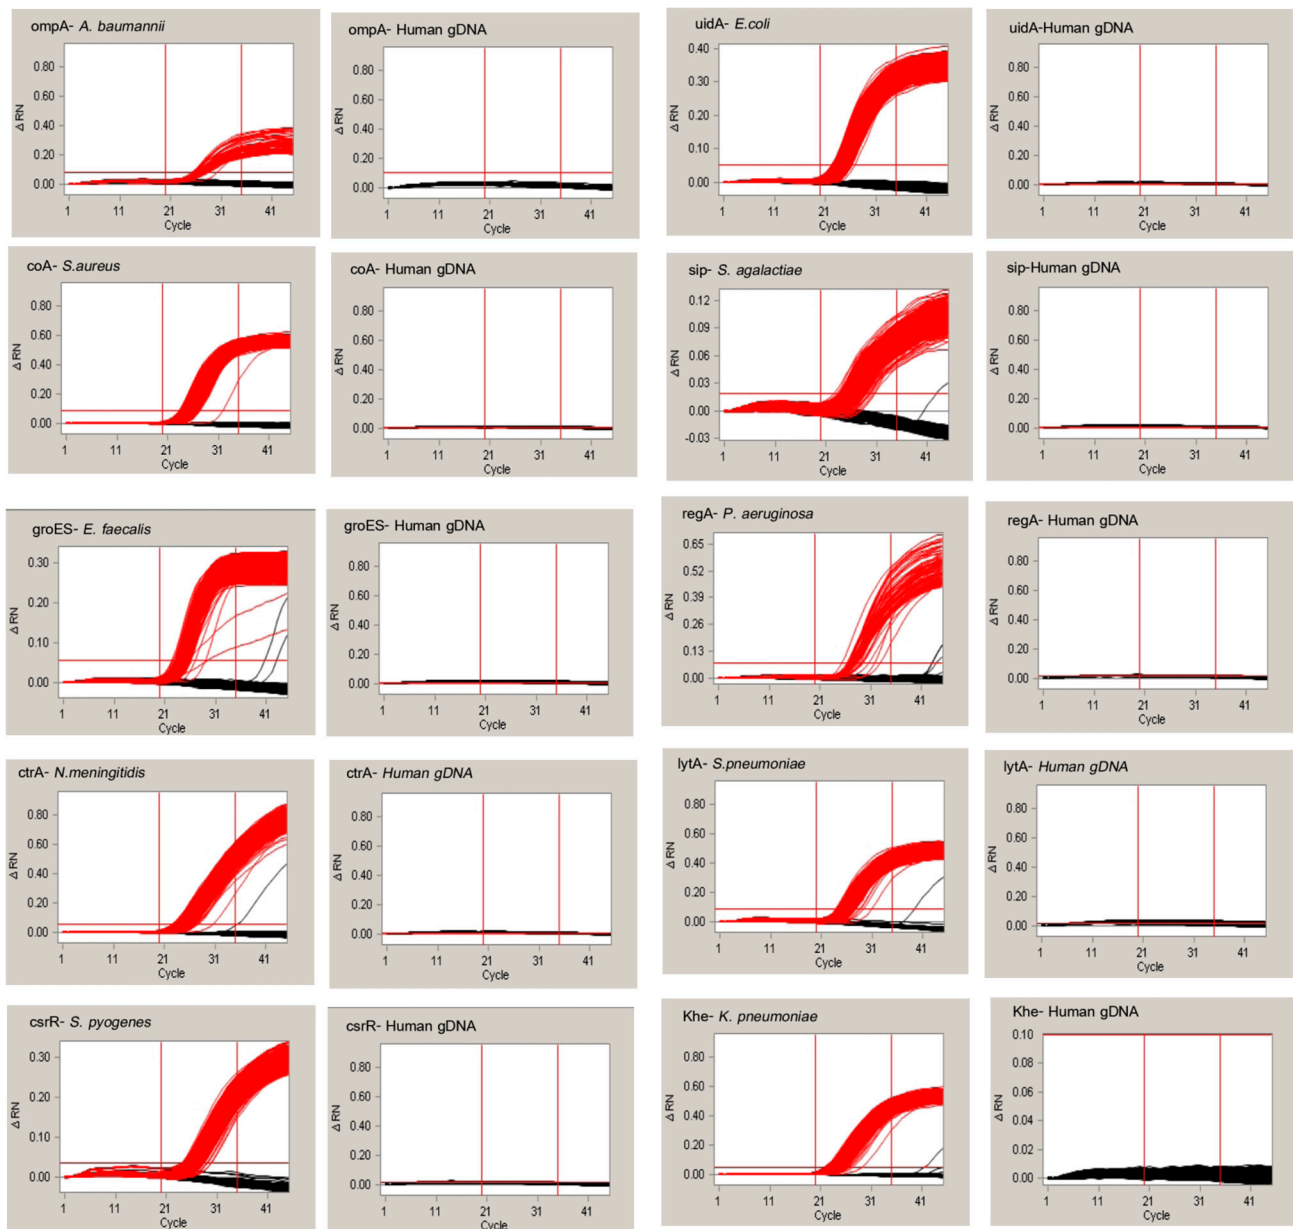 ompA- A. baumannii
0.80
0.60
0.40
0.20
0.00
Δ RN
1 11 21 31 41
Cycle
ompA- Human gDNA
0.80
0.60
0.40
0.20
0.00
Δ RN
1 11 21 31 41
Cycle
uidA- E.coli
0.40
0.30
0.20
0.10
0.00
Δ RN
1 11 21 31 41
Cycle
uidA-Human gDNA
0.80
0.60
0.40
0.20
0.00
Δ RN
1 11 21 31 41
Cycle
coA- S.aureus
0.80
0.60
0.40
0.20
0.00
Δ RN
1 11 21 31 41
Cycle
coA- Human gDNA
0.80
0.60
0.40
0.20
0.00
Δ RN
1 11 21 31 41
Cycle
sip- S. agalactiae
0.12
0.09
0.06
0.03
0.00
-0.03
Δ RN
1 11 21 31 41
Cycle
sip-Human gDNA
0.80
0.60
0.40
0.20
0.00
Δ RN
1 11 21 31 41
Cycle
groES- E. faecalis
0.30
0.20
0.10
0.00
Δ RN
1 11 21 31 41
Cycle
groES- Human gDNA
0.80
0.60
0.40
0.20
0.00
Δ RN
1 11 21 31 41
Cycle
regA- P. aeruginosa
0.65
0.52
0.39
0.26
0.13
0.00
Δ RN
1 11 21 31 41
Cycle
regA- Human gDNA
0.80
0.60
0.40
0.20
0.00
Δ RN
1 11 21 31 41
Cycle
ctrA- N.meningitidis
0.80
0.60
0.40
0.20
0.00
Δ RN
1 11 21 31 41
Cycle
ctrA- Human gDNA
0.80
0.60
0.40
0.20
0.00
Δ RN
1 11 21 31 41
Cycle
lytA- S.pneumoniae
0.80
0.60
0.40
0.20
0.00
Δ RN
1 11 21 31 41
Cycle
lytA- Human gDNA
0.80
0.60
0.40
0.20
0.00
Δ RN
1 11 21 31 41
Cycle
csrR- S. pyogenes
0.30
0.20
0.10
0.00
Δ RN
1 11 21 31 41
Cycle
csrR- Human gDNA
0.80
0.60
0.40
0.20
0.00
Δ RN
1 11 21 31 41
Cycle
Khe- K. pneumoniae
0.80
0.60
0.40
0.20
0.00
Δ RN
1 11 21 31 41
Cycle
Khe- Human gDNA
0.10
0.08
0.06
0.04
0.02
0.00
Δ RN
1 11 21 31 41
Cycle